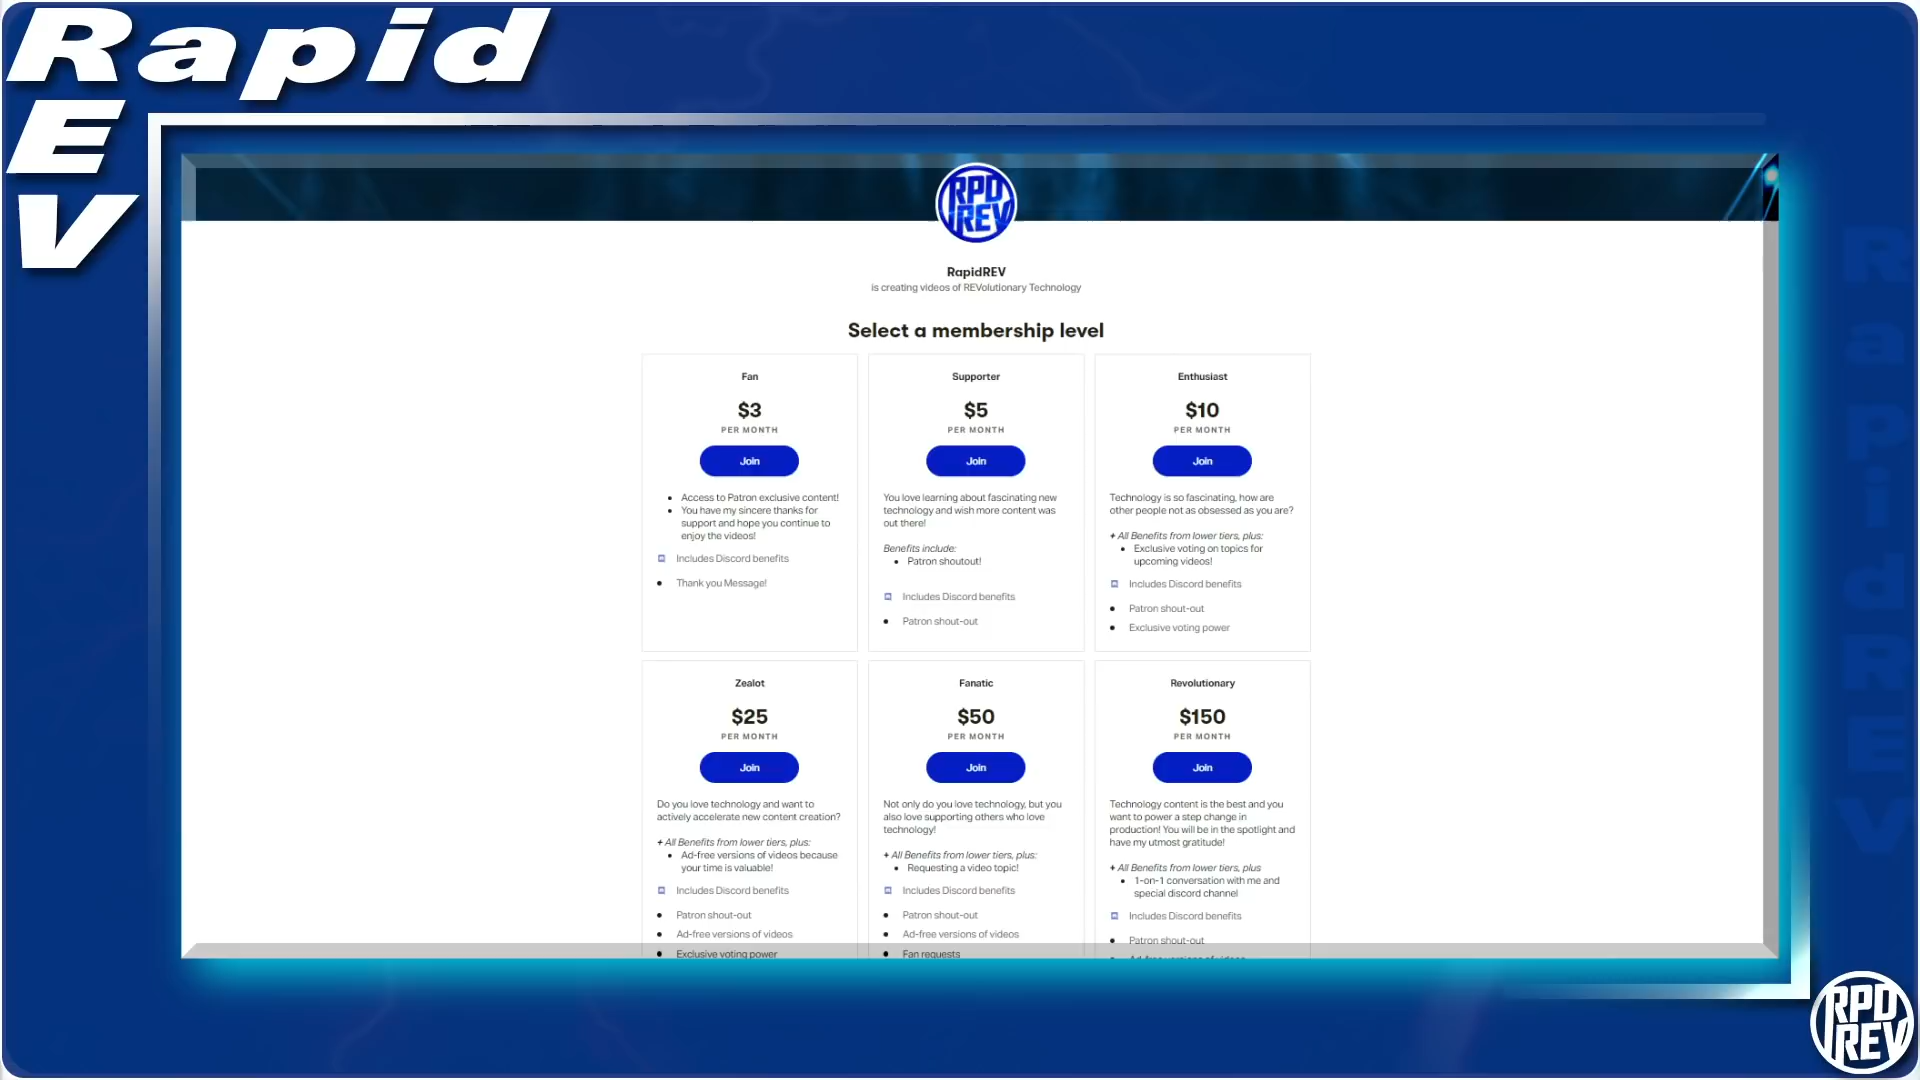 Rapid
E
V
RPD
REV
RapidREV
is creating videos of REVolutionary Technology
Select a membership level
Fan
$3
PER MONTH
Join
• Access to Patron exclusive content!
• You have my sincere thanks for
support and hope you continue to
enjoy the videos!
Includes Discord benefits
• Thank you Message!
Supporter
$5
PER MONTH
Join
You love learning about fascinating new
technology and wish more content was
out there!
Benefits include:
• Patron shoutout!
Includes Discord benefits
• Patron shout-out
Enthusiast
$10
PER MONTH
Join
Technology is so fascinating, how are
other people not as obsessed as you are?
+ All Benefits from lower tiers, plus:
• Exclusive voting on topics for
upcoming videos!
Includes Discord benefits
• Patron shout-out
• Exclusive voting power
Zealot
$25
PER MONTH
Join
Do you love technology and want to
actively accelerate new content creation?
+ All Benefits from lower tiers, plus:
• Ad-free versions of videos because
your time is valuable!
Includes Discord benefits
• Patron shout-out
• Ad-free versions of videos
• Exclusive voting power
Fanatic
$50
PER MONTH
Join
Not only do you love technology, but you
also love supporting others who love
technology!
+ All Benefits from lower tiers, plus:
• Requesting a video topic!
Includes Discord benefits
• Patron shout-out
• Ad-free versions of videos
• Fan requests
Revolutionary
$150
PER MONTH
Join
Technology content is the best and you
want to power a step change in
production! You will be in the spotlight and
have my utmost gratitude!
+ All Benefits from lower tiers, plus
• 1-on-1 conversation with me and
special discord channel
Includes Discord benefits
• Patron shout-out
• Ad-free versions of videos
RapidREV
RPD
REV